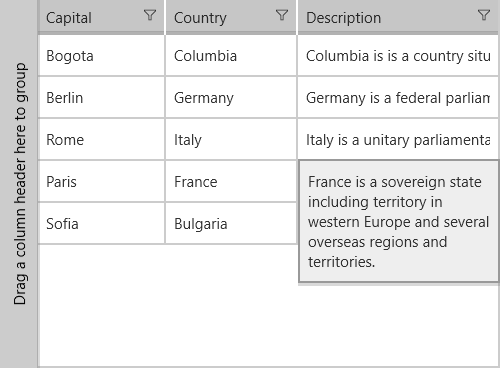 Drag a column header here to group
Capital Country Description
Bogota Columbia Columbia is is a country situ
Berlin Germany Germany is a federal parliam
Rome Italy Italy is a unitary parliamenta
Paris France France is a sovereign state
including territory in
western Europe and several
Sofia Bulgaria overseas regions and
territories.